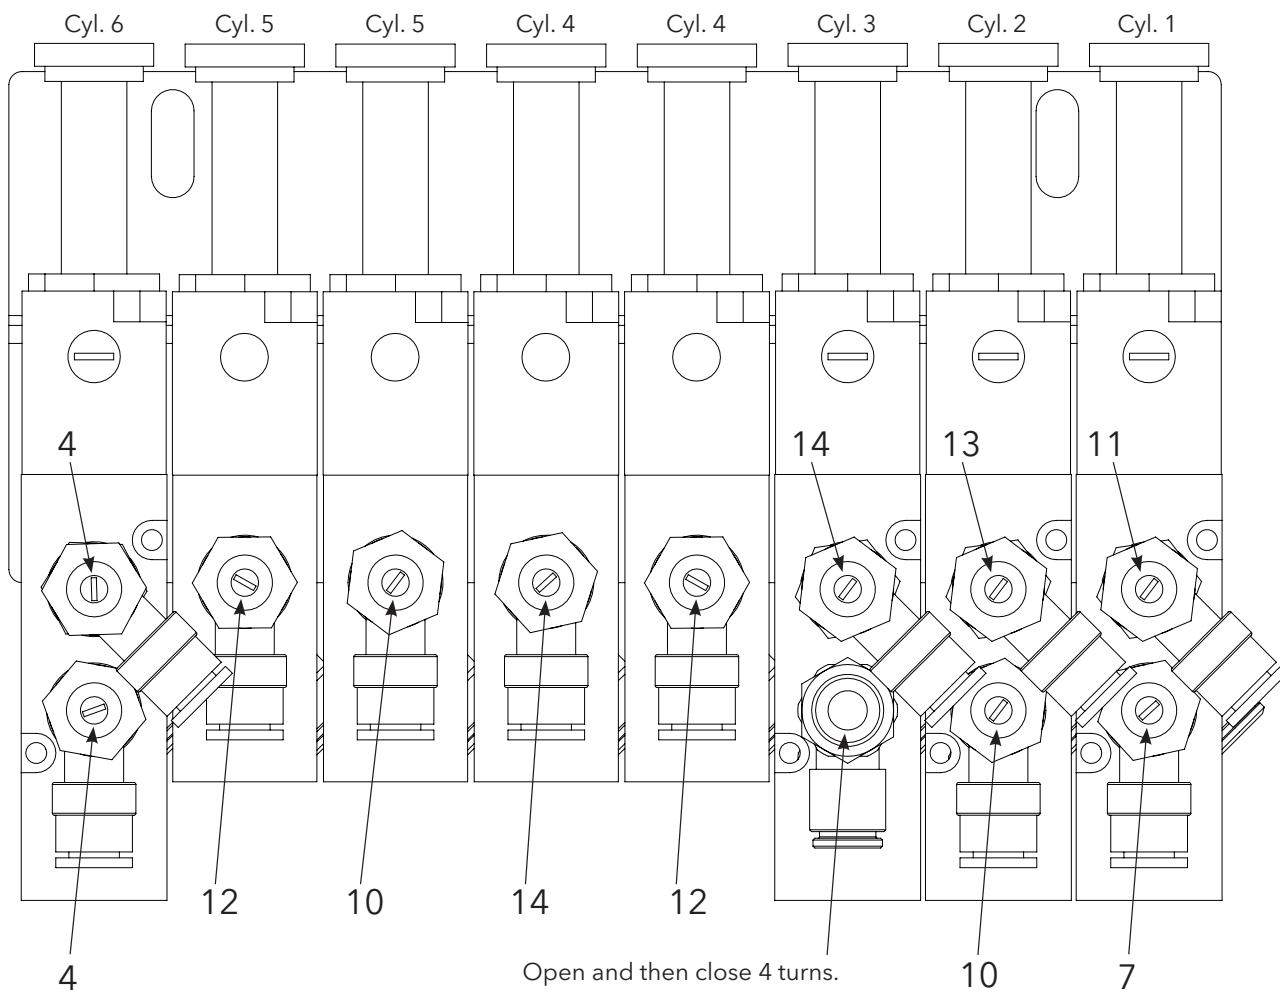 Cyl. 6 Cyl. 5 Cyl. 5 Cyl. 4 Cyl. 4 Cyl. 3 Cyl. 2 Cyl. 1
4 14 13 11
12 10 14 12
4 Open and then close 4 turns. 10 7